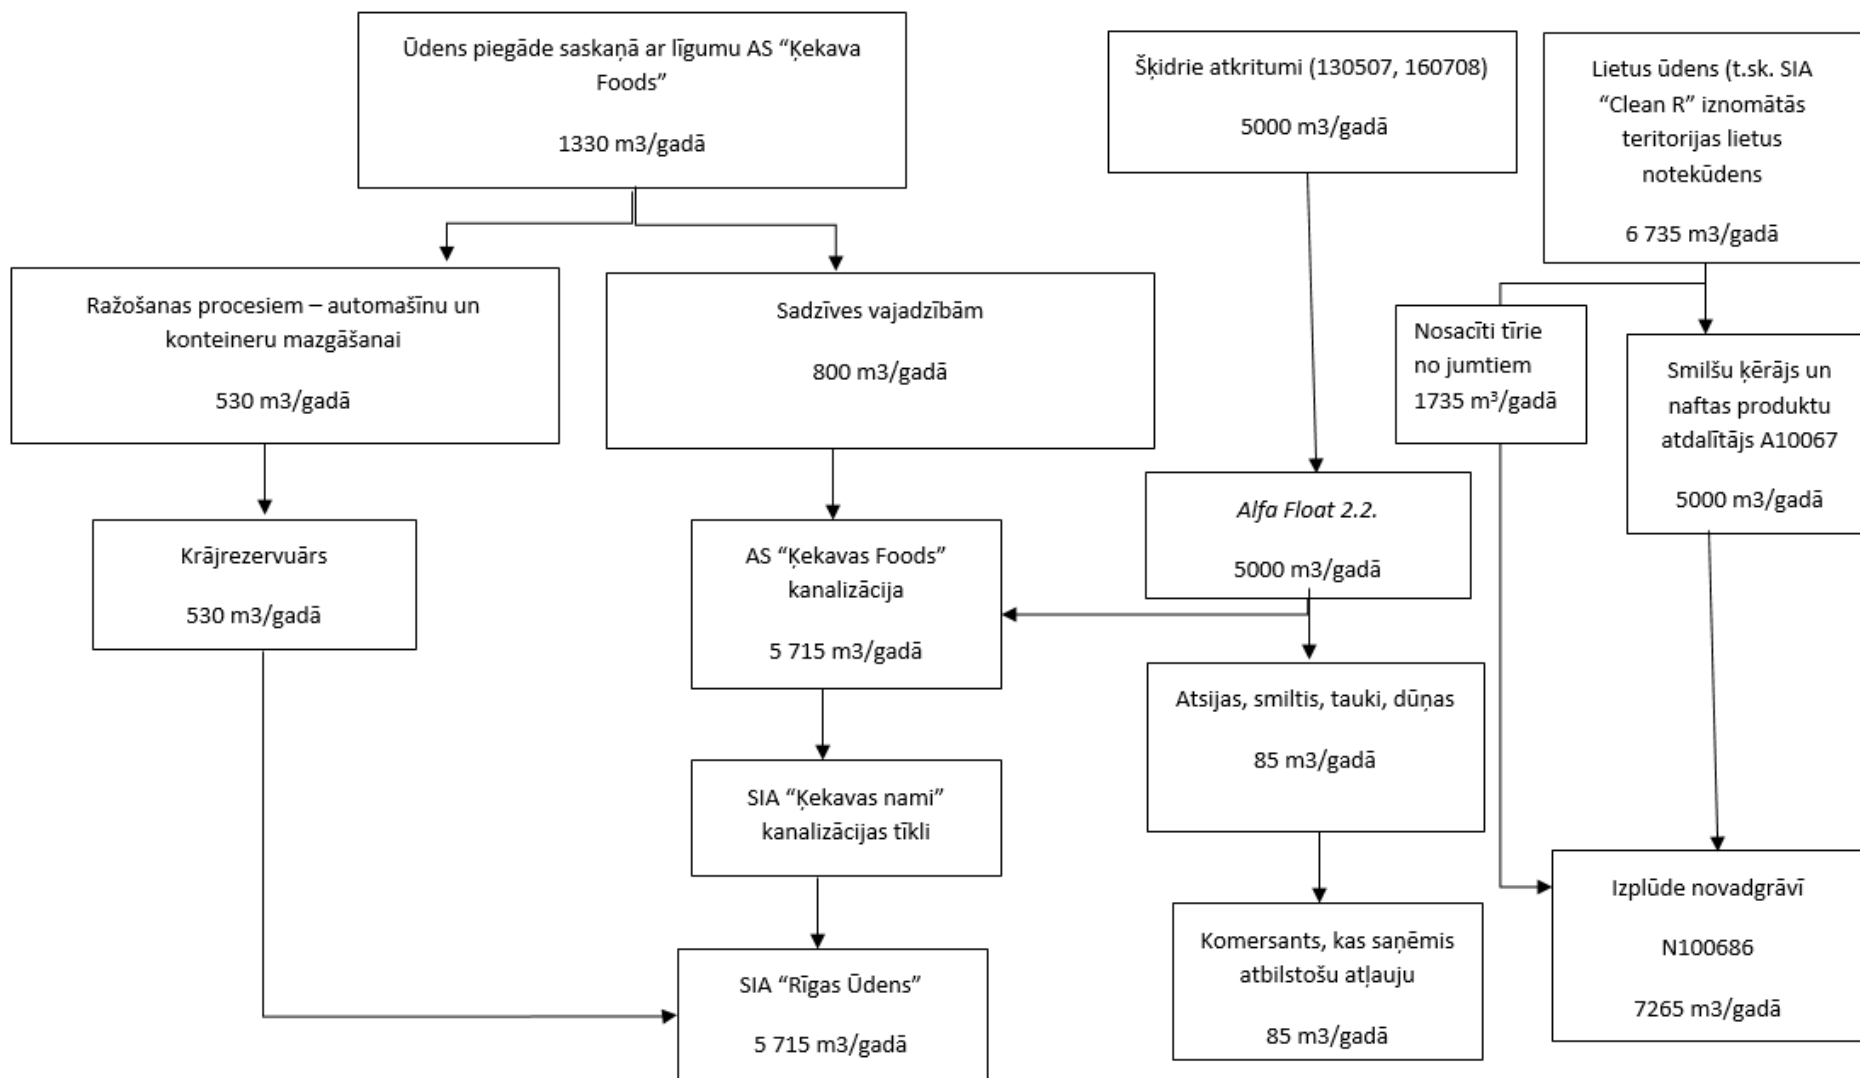 Ūdens piegāde saskaņā ar līgumu AS “Ķekava
Foods”
1330 m3/gadā
Šķidrie atkritumi (130507, 160708)
5000 m3/gadā
Lietus ūdens (t.sk. SIA
“Clean R” iznomātās
teritorijas lietus
notekūdens
6 735 m3/gadā
Ražošanas procesiem – automašīnu un
konteineru mazgāšanai
530 m3/gadā
Sadzīves vajadzībām
800 m3/gadā
Nosacīti tīrie
no jumtiem
1735 m³/gadā
Smilšu ķērājs un
naftas produktu
atdalītājs A10067
5000 m3/gadā
Alfa Float 2.2.
5000 m3/gadā
Krājrezervuārs
530 m3/gadā
AS “Ķekavas Foods”
kanalizācija
5 715 m3/gadā
Atsijas, smiltis, tauki, dūņas
85 m3/gadā
SIA “Ķekavas nami”
kanalizācijas tīkli
Izplūde novadgrāvī
N100686
7265 m3/gadā
Komersants, kas saņēmis
atbilstošu atļauju
85 m3/gadā
SIA “Rīgas Ūdens”
5 715 m3/gadā